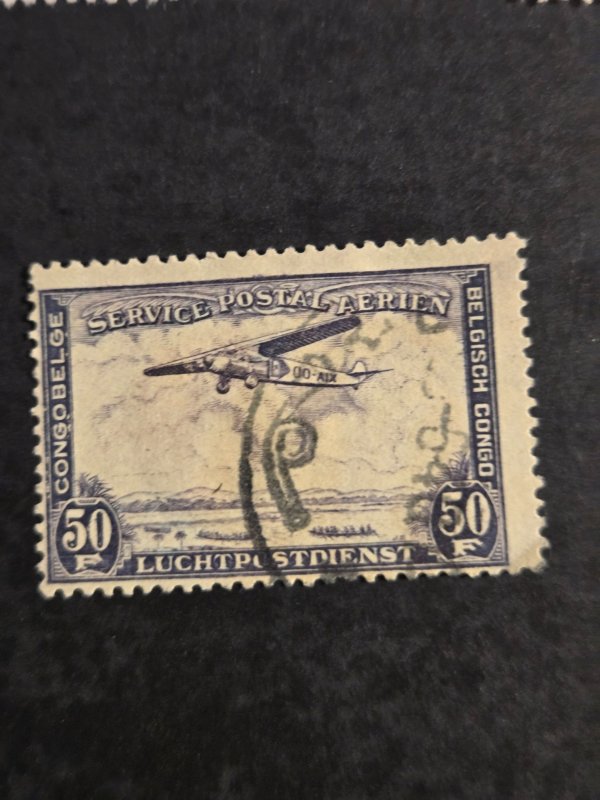 SERVICE POSTAL AERIEN
CONGO BELGE
BELGISCH CONGO
OO-AIX
50
F
50
F
LUCHTPOSTDIENST